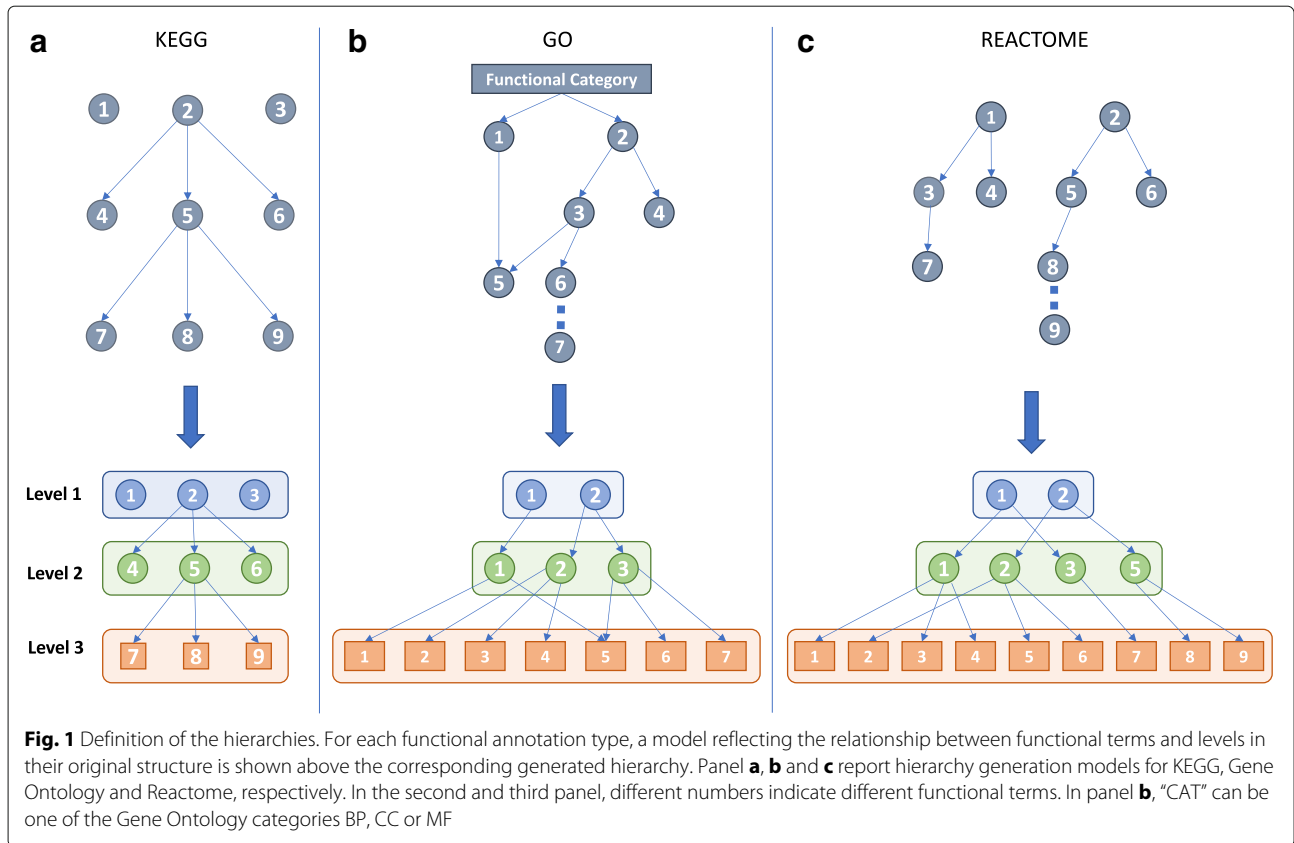 a KEGG
b GO
c REACTOME
Functional Category
1 2 3
4 5 6
7 8 9
1 2
3 4
5 6
7
1 2
3 4 5 6
7 8
9
Level 1
1 2 3
1 2
1 2
Level 2
4 5 6
1 2 3
1 2 3 5
Level 3
7 8 9
1 2 3 4 5 6 7
1 2 3 4 5 6 7 8 9
Fig. 1 Definition of the hierarchies. For each functional annotation type, a model reflecting the relationship between functional terms and levels in
their original structure is shown above the corresponding generated hierarchy. Panel a, b and c report hierarchy generation models for KEGG, Gene
Ontology and Reactome, respectively. In the second and third panel, different numbers indicate different functional terms. In panel b, “CAT” can be
one of the Gene Ontology categories BP, CC or MF